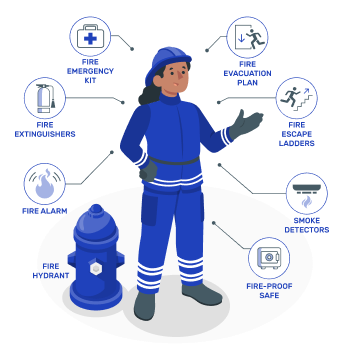 FIRE
EMERGENCY
KIT
FIRE
EVACUATION
PLAN
FIRE
EXTINGUISHERS
FIRE
ESCAPE
LADDERS
FIRE ALARM
SMOKE
DETECTORS
FIRE
HYDRANT
FIRE-PROOF
SAFE